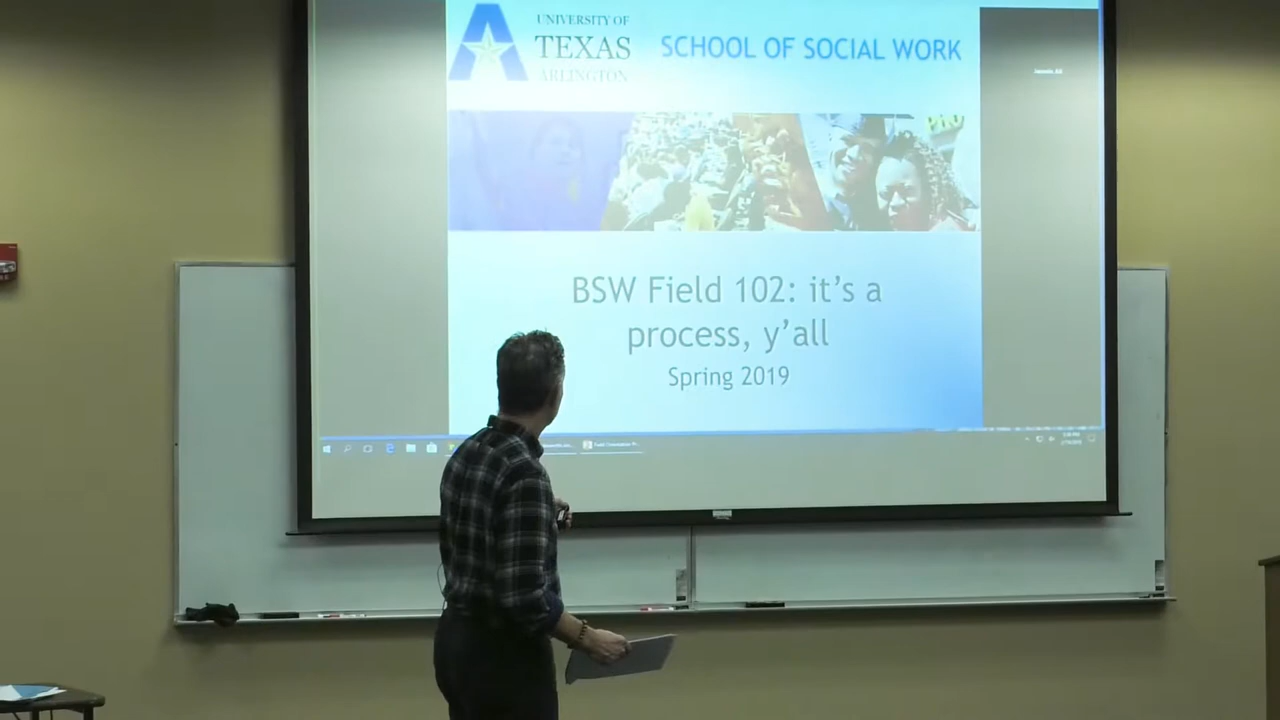 UNIVERSITY OF
TEXAS
ARLINGTON
SCHOOL OF SOCIAL WORK
BSW Field 102: it's a
process, y'all
Spring 2019